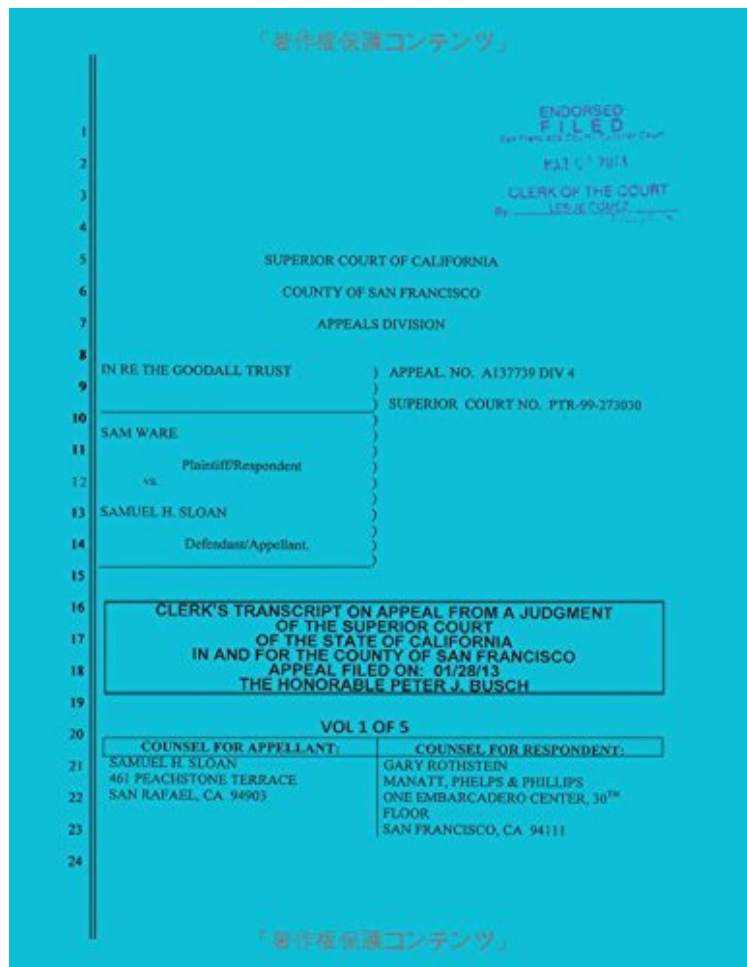 「著作権保護コンテンツ」
ENDORSED
FILED
San Francisco County Superior Court
CLERK OF THE COURT
By
1
2
3
4
5 SUPERIOR COURT OF CALIFORNIA
6 COUNTY OF SAN FRANCISCO
7 APPEALS DIVISION
8
IN RE THE GOODALL TRUST ) APPEAL. NO. A137739 DIV 4
9 )
) SUPERIOR COURT NO. PTR-99-273030
10 )
SAM WARE )
11 )
Plaintiff/Respondent )
12 vs. )
13 SAMUEL H. SLOAN )
14 Defendant/Appellant. )
15 )
16 CLERK'S TRANSCRIPT ON APPEAL FROM A JUDGMENT
OF THE SUPERIOR COURT
17 OF THE STATE OF CALIFORNIA
IN AND FOR THE COUNTY OF SAN FRANCISCO
18 APPEAL FILED ON: 01/28/13
THE HONORABLE PETER J. BUSCH
19
20 VOL 1 OF 5
COUNSEL FOR APPELLANT: COUNSEL FOR RESPONDENT:
21 SAMUEL H. SLOAN GARY ROTHSTEIN
461 PEACHSTONE TERRACE MANATT, PHELPS & PHILLIPS
22 SAN RAFAEL, CA 94903 ONE EMBARCADERO CENTER, 30TH
FLOOR
23 SAN FRANCISCO, CA 94111
24
「著作権保護コンテンツ」